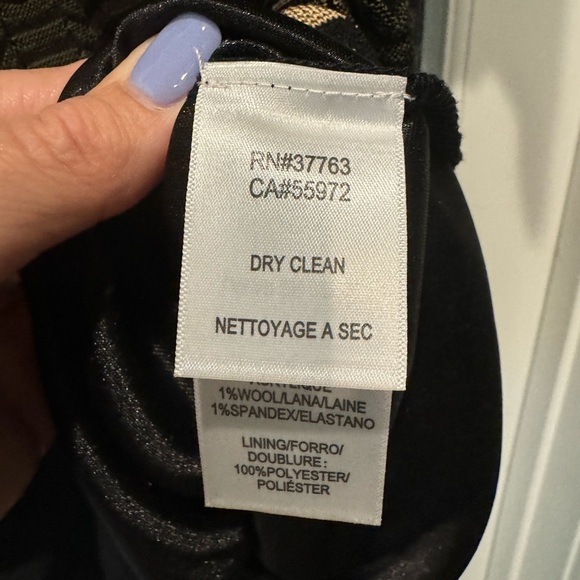 RN#37763
CA#55972
DRY CLEAN
NETTOYAGE A SEC
ACRYLIQUE
1%WOOL/LANA/LAINE
1%SPANDEX/ELASTANO
LINING/FORRO/
DOUBLURE:
100%POLYESTER/
POLIÉSTER